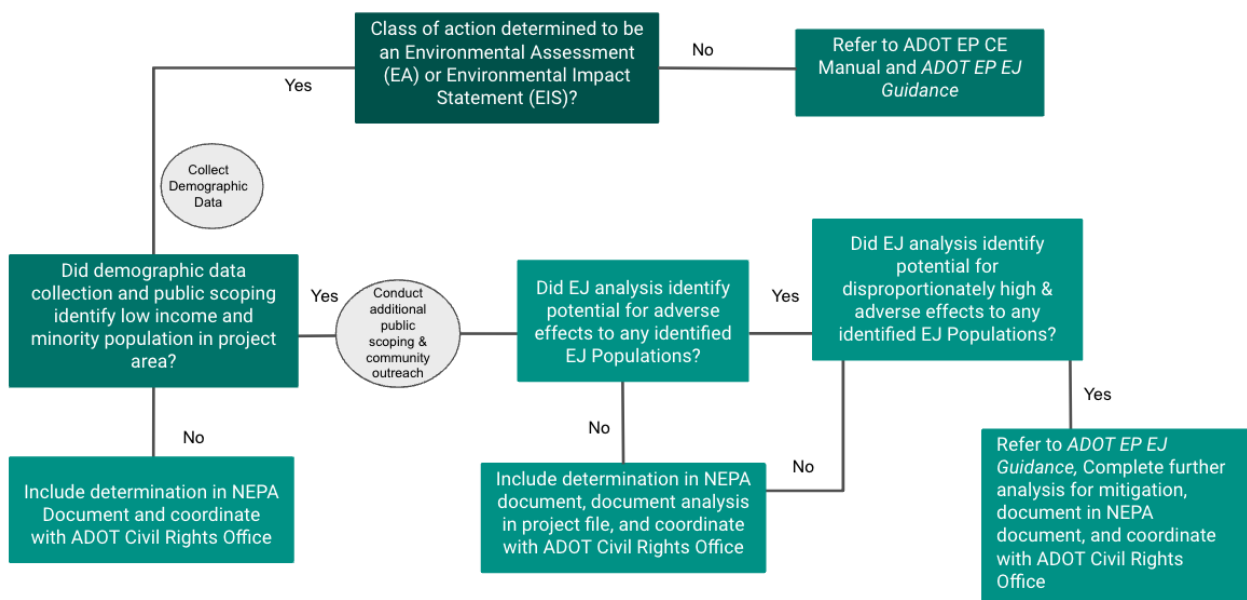 Class of action determined to be
an Environmental Assessment
(EA) or Environmental Impact
Statement (EIS)?
No
Refer to ADOT EP CE
Manual and ADOT EP EJ
Guidance
Yes
Collect
Demographic
Data
Did demographic data
collection and public scoping
identify low income and
minority population in project
area?
Yes
Conduct
additional
public
scoping &
community
outreach
Did EJ analysis identify
potential for adverse
effects to any identified
EJ Populations?
Yes
Did EJ analysis identify
potential for
disproportionately high &
adverse effects to any
identified EJ Populations?
No
Include determination in NEPA
Document and coordinate
with ADOT Civil Rights Office
No
Include determination in NEPA
document, document analysis
in project file, and coordinate
with ADOT Civil Rights Office
No
Yes
Refer to ADOT EP EJ
Guidance, Complete further
analysis for mitigation,
document in NEPA
document, and coordinate
with ADOT Civil Rights
Office